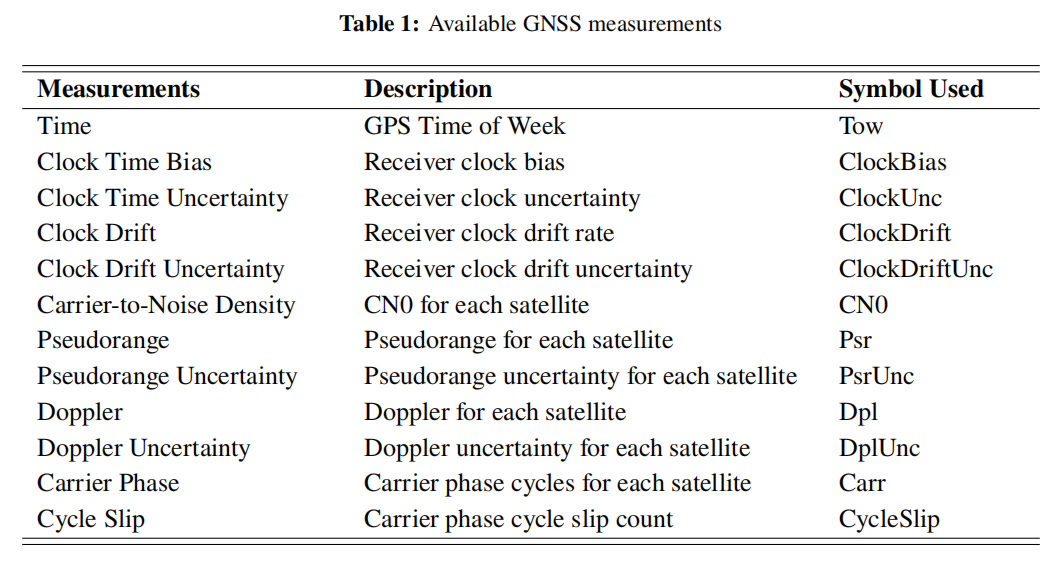 Table 1: Available GNSS measurements
Measurements Description Symbol Used
Time GPS Time of Week Tow
Clock Time Bias Receiver clock bias ClockBias
Clock Time Uncertainty Receiver clock uncertainty ClockUnc
Clock Drift Receiver clock drift rate ClockDrift
Clock Drift Uncertainty Receiver clock drift uncertainty ClockDriftUnc
Carrier-to-Noise Density CN0 for each satellite CN0
Pseudorange Pseudorange for each satellite Psr
Pseudorange Uncertainty Pseudorange uncertainty for each satellite PsrUnc
Doppler Doppler for each satellite Dpl
Doppler Uncertainty Doppler uncertainty for each satellite DplUnc
Carrier Phase Carrier phase cycles for each satellite Carr
Cycle Slip Carrier phase cycle slip count CycleSlip